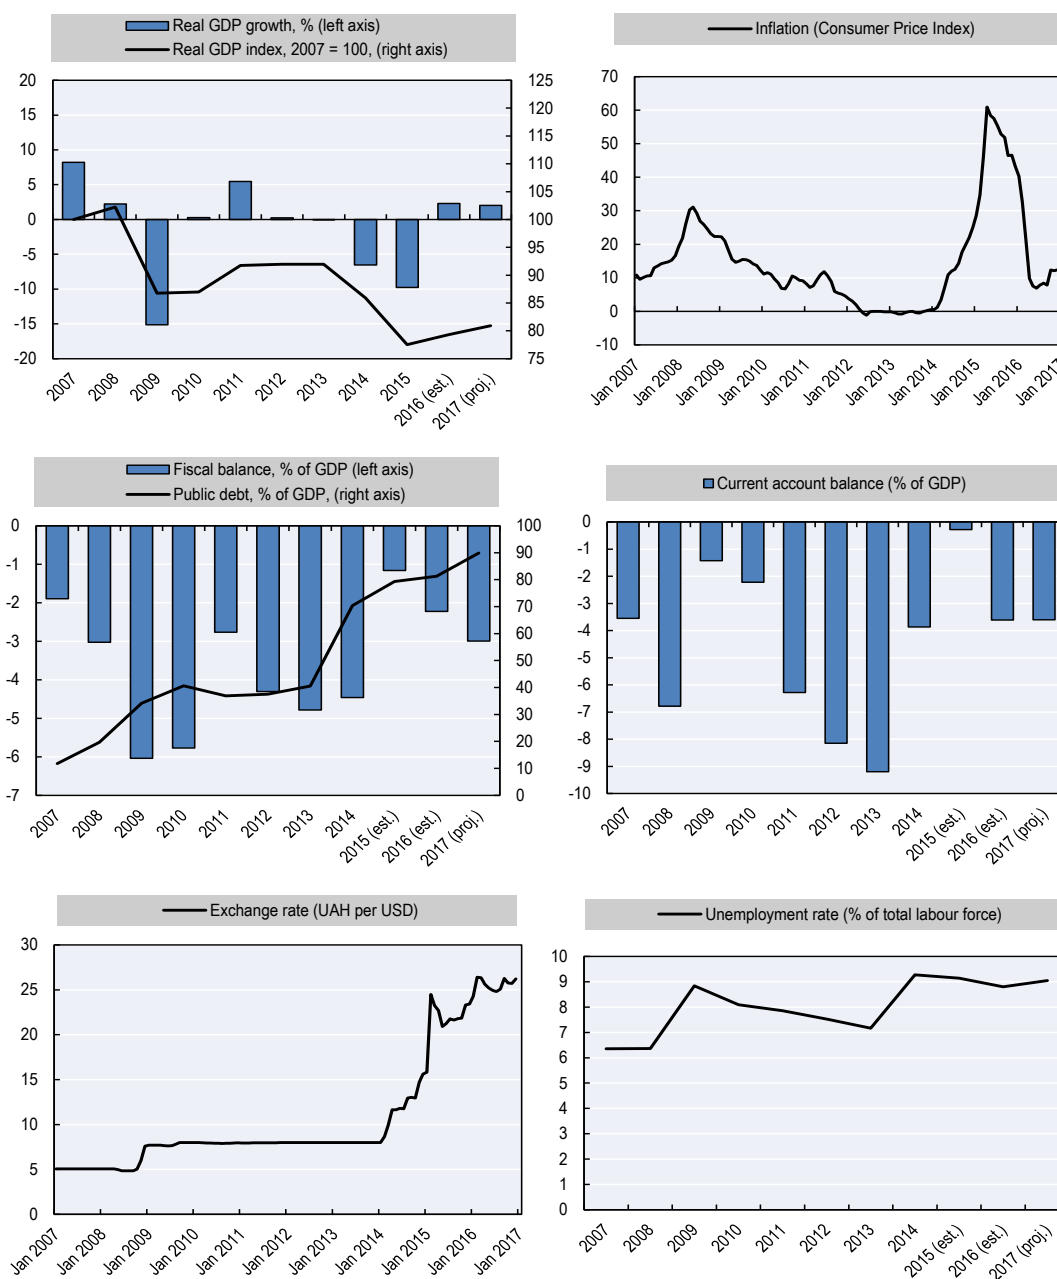 Real GDP growth, % (left axis)
Real GDP index, 2007 = 100, (right axis)
20
15
10
5
0
-5
-10
-15
-20
125
120
115
110
105
100
95
90
85
80
75
2007
2008
2009
2010
2011
2012
2013
2014
2015
2016 (est.)
2017 (proj.)
Inflation (Consumer Price Index)
70
60
50
40
30
20
10
0
-10
Jan 2007
Jan 2008
Jan 2009
Jan 2010
Jan 2011
Jan 2012
Jan 2013
Jan 2014
Jan 2015
Jan 2016
Jan 2017
Fiscal balance, % of GDP (left axis)
Public debt, % of GDP, (right axis)
0
-1
-2
-3
-4
-5
-6
-7
100
90
80
70
60
50
40
30
20
10
0
2007
2008
2009
2010
2011
2012
2013
2014
2015 (est.)
2016 (est.)
2017 (proj.)
Current account balance (% of GDP)
0
-1
-2
-3
-4
-5
-6
-7
-8
-9
-10
2007
2008
2009
2010
2011
2012
2013
2014
2015 (est.)
2016 (est.)
2017 (proj.)
Exchange rate (UAH per USD)
30
25
20
15
10
5
0
Jan 2007
Jan 2008
Jan 2009
Jan 2010
Jan 2011
Jan 2012
Jan 2013
Jan 2014
Jan 2015
Jan 2016
Jan 2017
Unemployment rate (% of total labour force)
10
9
8
7
6
5
4
3
2
1
0
2007
2008
2009
2010
2011
2012
2013
2014
2015 (est.)
2016 (est.)
2017 (proj.)